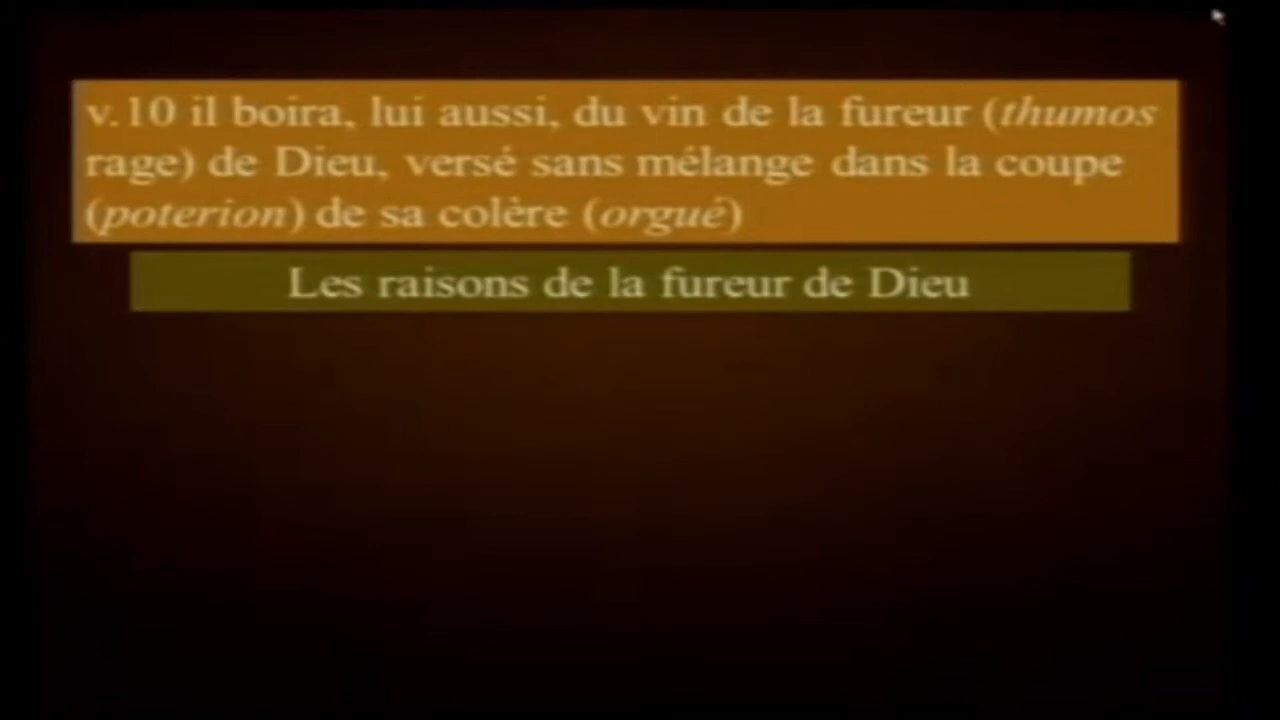 v.10 il boira, lui aussi, du vin de la fureur (thumos
rage) de Dieu, versé sans mélange dans la coupe
(poterion) de sa colère (orgué)
Les raisons de la fureur de Dieu